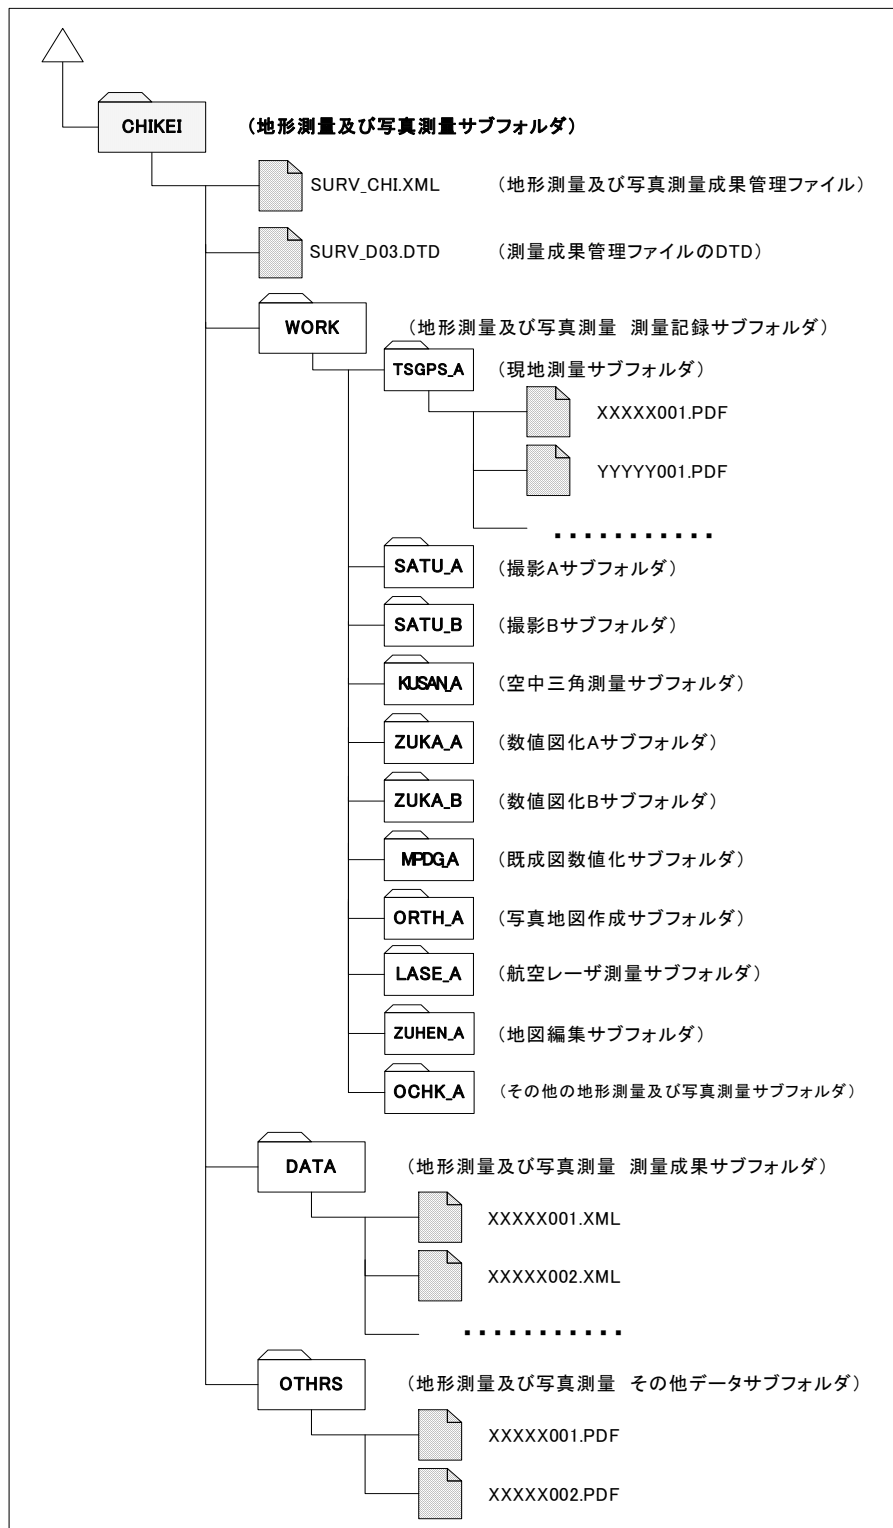 CHIKEI (地形測量及び写真測量サブフォルダ)
SURV_CHI.XML (地形測量及び写真測量成果管理ファイル)
SURV_D03.DTD (測量成果管理ファイルのDTD)
WORK (地形測量及び写真測量 測量記録サブフォルダ)
TSGPS_A (現地測量サブフォルダ)
XXXXX001.PDF
YYYYY001.PDF
...........
SATU_A (撮影Aサブフォルダ)
SATU_B (撮影Bサブフォルダ)
KUSAN_A (空中三角測量サブフォルダ)
ZUKA_A (数値図化Aサブフォルダ)
ZUKA_B (数値図化Bサブフォルダ)
MPDG_A (既成図数値化サブフォルダ)
ORTH_A (写真地図作成サブフォルダ)
LASE_A (航空レーザ測量サブフォルダ)
ZUHEN_A (地図編集サブフォルダ)
OCHK_A (その他の地形測量及び写真測量サブフォルダ)
DATA (地形測量及び写真測量 測量成果サブフォルダ)
XXXXX001.XML
XXXXX002.XML
...........
OTHRS (地形測量及び写真測量 その他データサブフォルダ)
XXXXX001.PDF
XXXXX002.PDF